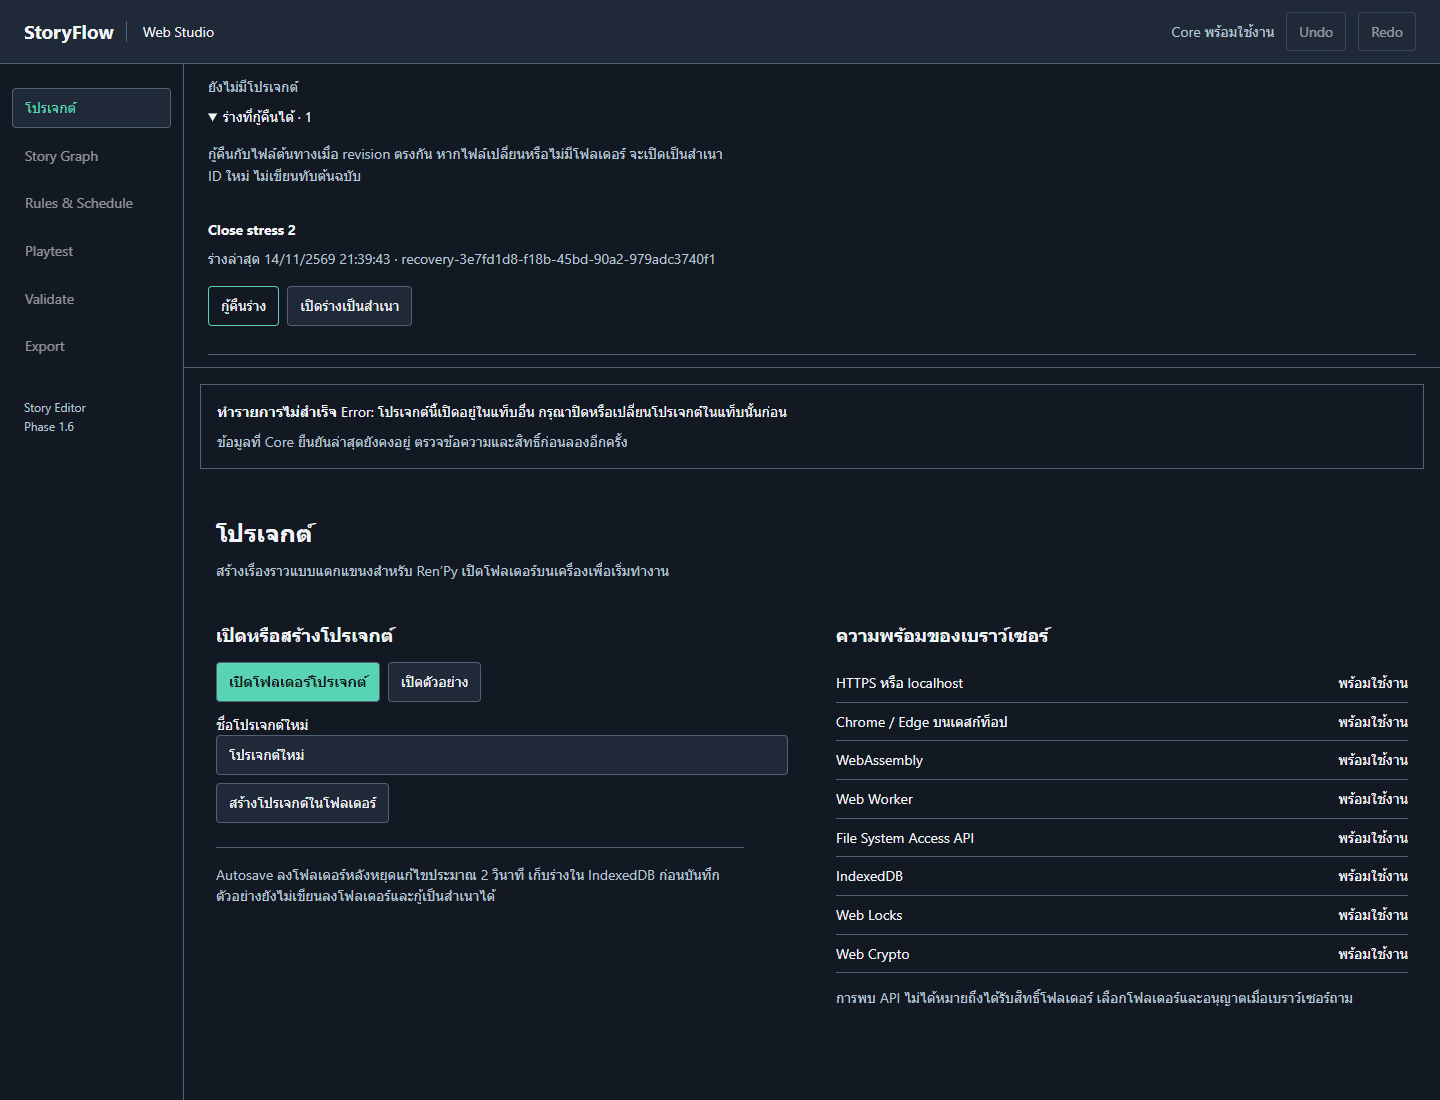 StoryFlow
Web Studio
Core พร้อมใช้งาน
Undo
Redo
โปรเจกต์
Story Graph
Rules & Schedule
Playtest
Validate
Export
Story Editor
Phase 1.6
ยังไม่มีโปรเจกต์
▼ ร่างที่กู้คืนได้ · 1
กู้คืนกับไฟล์ต้นทางเมื่อ revision ตรงกัน หากไฟล์เปลี่ยนหรือไม่มีโฟลเดอร์ จะเปิดเป็นสำเนา
ID ใหม่ ไม่เขียนทับต้นฉบับ
Close stress 2
ร่างล่าสุด 14/11/2569 21:39:43 · recovery-3e7fd1d8-f18b-45bd-90a2-979adc3740f1
กู้คืนร่าง
เปิดร่างเป็นสำเนา
ทำรายการไม่สำเร็จ Error: โปรเจกต์นี้เปิดอยู่ในแท็บอื่น กรุณาปิดหรือเปลี่ยนโปรเจกต์ในแท็บนั้นก่อน
ข้อมูลที่ Core ยืนยันล่าสุดยังคงอยู่ ตรวจข้อความและสิทธิ์ก่อนลองอีกครั้ง
โปรเจกต์
สร้างเรื่องราวแบบแตกแขนงสำหรับ Ren’Py เปิดโฟลเดอร์บนเครื่องเพื่อเริ่มทำงาน
เปิดหรือสร้างโปรเจกต์
เปิดโฟลเดอร์โปรเจกต์
เปิดตัวอย่าง
ชื่อโปรเจกต์ใหม่
โปรเจกต์ใหม่
สร้างโปรเจกต์ในโฟลเดอร์
Autosave ลงโฟลเดอร์หลังหยุดแก้ไขประมาณ 2 วินาที เก็บร่างใน IndexedDB ก่อนบันทึก
ตัวอย่างยังไม่เขียนลงโฟลเดอร์และกู้เป็นสำเนาได้
ความพร้อมของเบราว์เซอร์
HTTPS หรือ localhost พร้อมใช้งาน
Chrome / Edge บนเดสก์ท็อป พร้อมใช้งาน
WebAssembly พร้อมใช้งาน
Web Worker พร้อมใช้งาน
File System Access API พร้อมใช้งาน
IndexedDB พร้อมใช้งาน
Web Locks พร้อมใช้งาน
Web Crypto พร้อมใช้งาน
การพบ API ไม่ได้หมายถึงได้รับสิทธิ์โฟลเดอร์ เลือกโฟลเดอร์และอนุญาตเมื่อเบราว์เซอร์ถาม